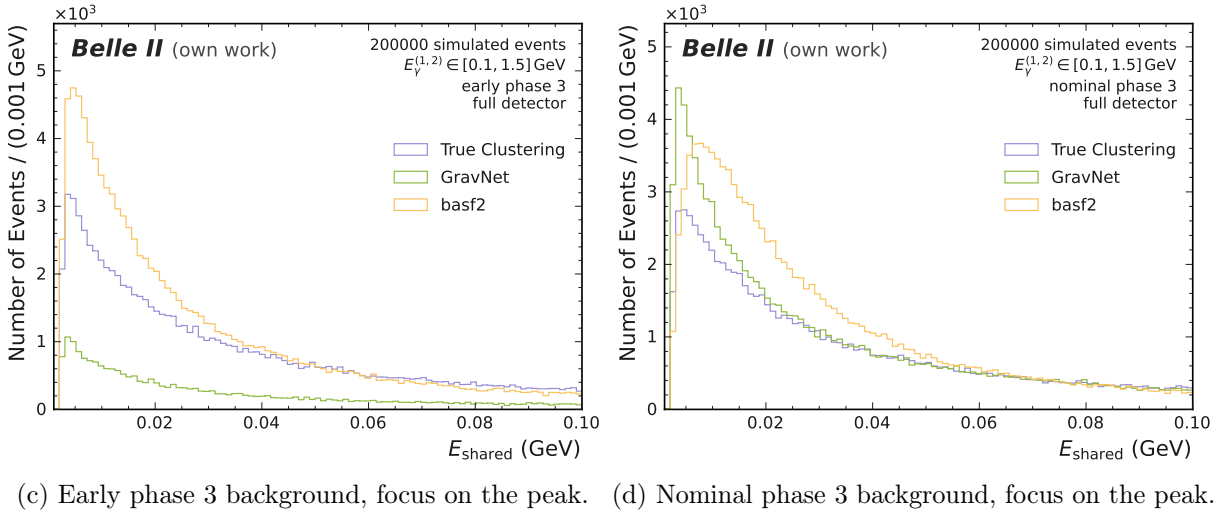 ×10³
Number of Events / (0.001 GeV)
5
4
3
2
1
0
Belle II (own work)
200000 simulated events
E_γ^(1, 2) ∈ [0.1, 1.5] GeV
early phase 3
full detector
True Clustering
GravNet
basf2
0.02 0.04 0.06 0.08 0.10
E_shared (GeV)
(c) Early phase 3 background, focus on the peak.
×10³
Number of Events / (0.001 GeV)
5
4
3
2
1
0
Belle II (own work)
200000 simulated events
E_γ^(1, 2) ∈ [0.1, 1.5] GeV
nominal phase 3
full detector
True Clustering
GravNet
basf2
0.02 0.04 0.06 0.08 0.10
E_shared (GeV)
(d) Nominal phase 3 background, focus on the peak.